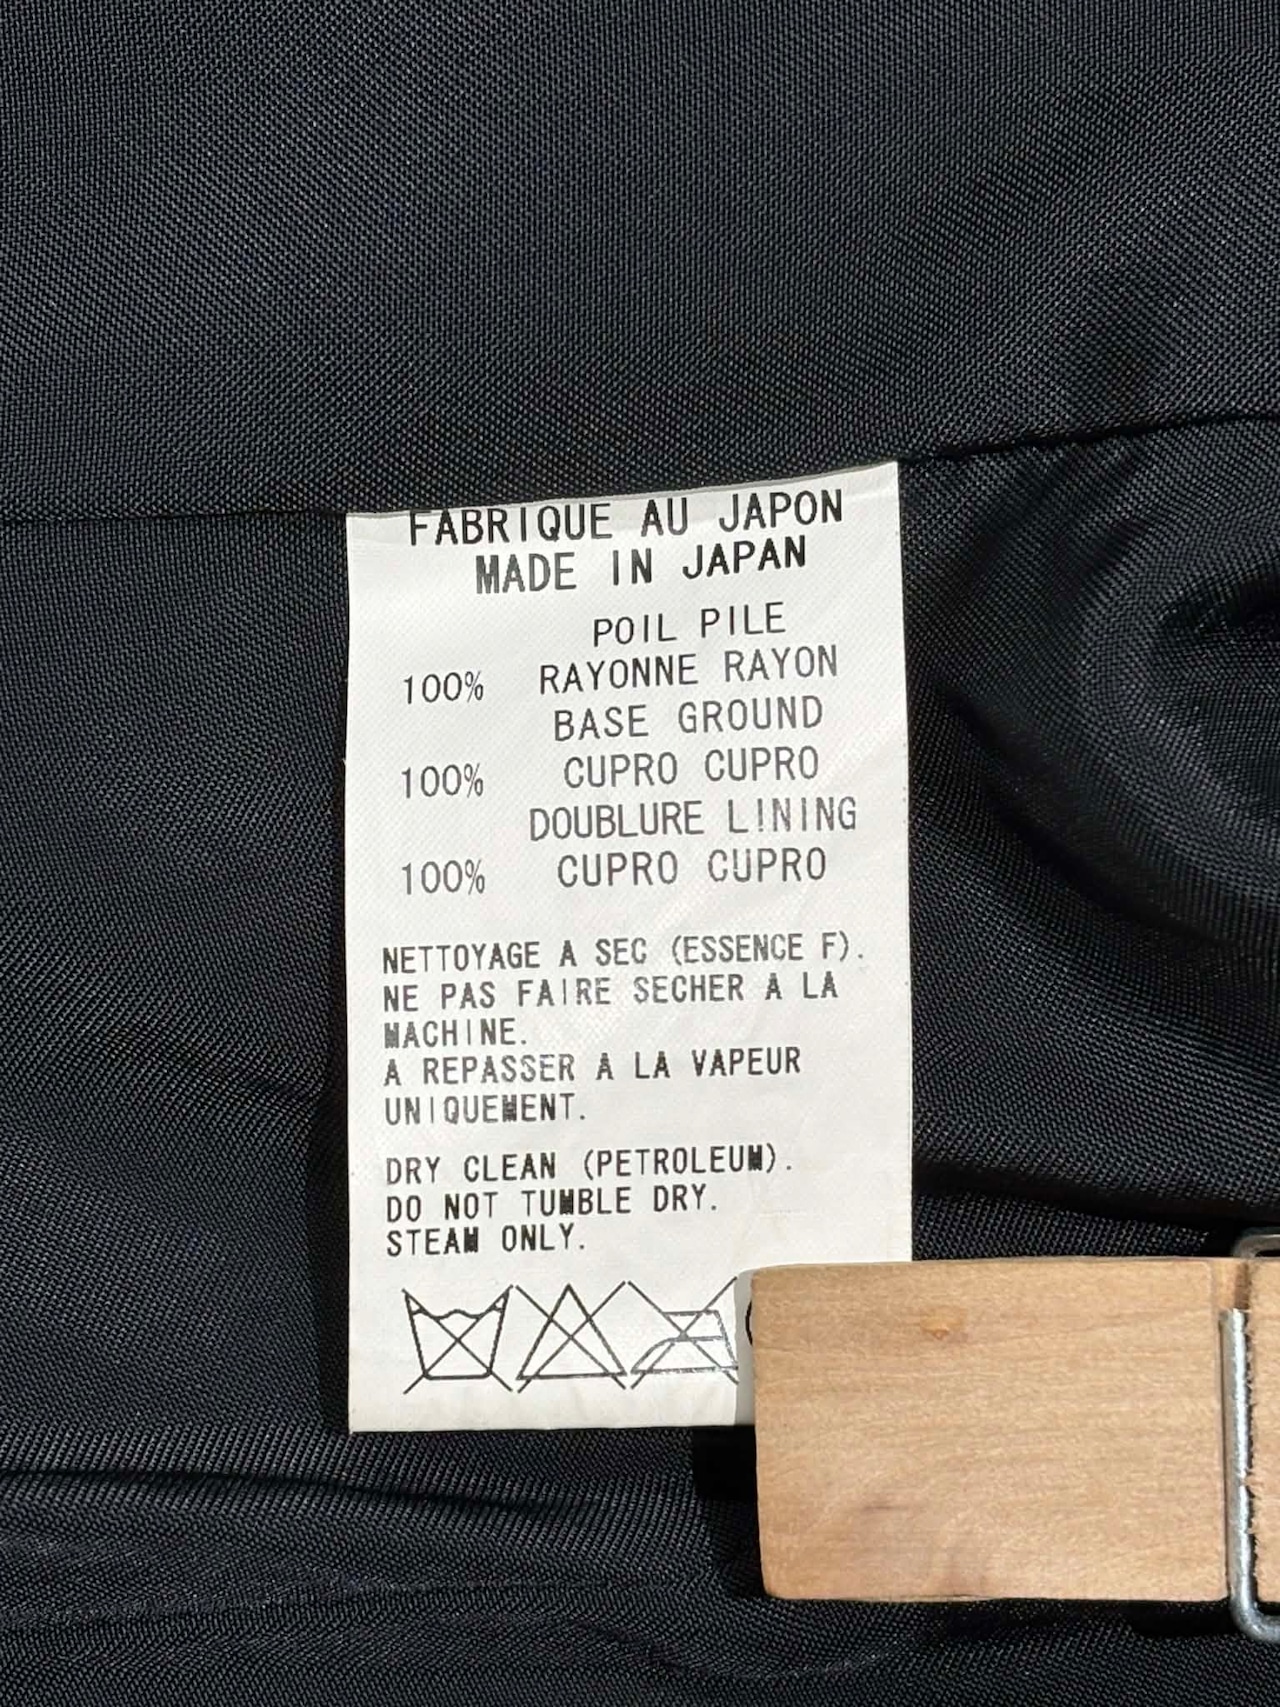 FABRIQUE AU JAPON
MADE IN JAPAN
POIL PILE
100% RAYONNE RAYON
BASE GROUND
100% CUPRO CUPRO
DOUBLURE LINING
100% CUPRO CUPRO
NETTOYAGE A SEC (ESSENCE F).
NE PAS FAIRE SECHER A LA
MACHINE.
A REPASSER A LA VAPEUR
UNIQUEMENT.
DRY CLEAN (PETROLEUM).
DO NOT TUMBLE DRY.
STEAM ONLY.